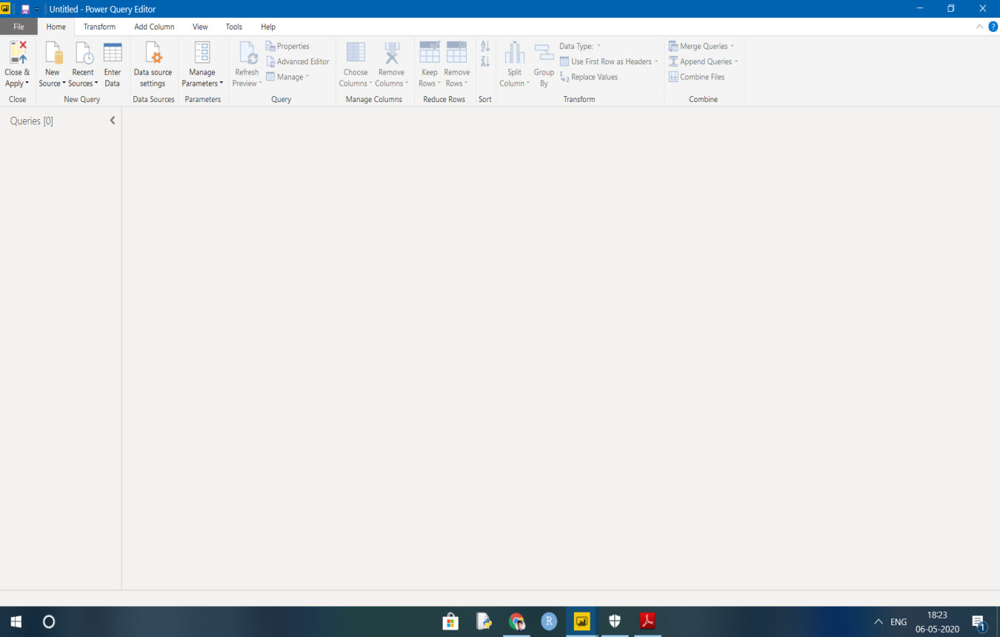 Untitled - Power Query Editor
File Home Transform Add Column View Tools Help
Close & Apply
New Source
Recent Sources
Enter Data
Data source settings
Manage Parameters
Refresh Preview
Properties
Advanced Editor
Manage
Choose Columns
Remove Columns
Keep Rows
Remove Rows
A Z
Z A
Split Column
Group By
Data Type:
Use First Row as Headers
1 2 Replace Values
Merge Queries
Append Queries
Combine Files
Close New Query Data Sources Parameters Query Manage Columns Reduce Rows Sort Transform Combine
Queries [0]
R
ENG
18:23
06-05-2020
1